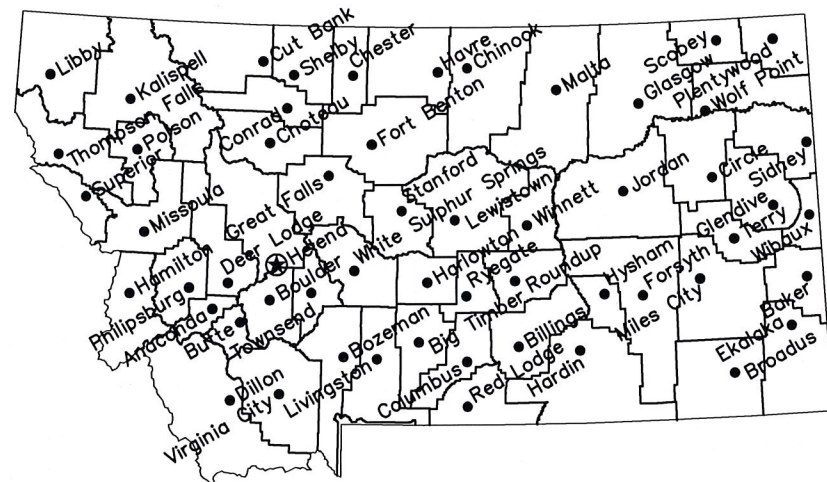 Libby
Kalispell
Cut Bank
Shelby
Chester
Havre
Chinook
Malta
Scobey
Glasgow
Plentywood
Wolf Point
Thompson Falls
Polson
Conrad
Choteau
Fort Benton
Superior
Missoula
Great Falls
Stanford
White Sulphur Springs
Lewistown
Winnett
Jordan
Circle
Sidney
Glendive
Terry
Wibaux
Hamilton
Philipsburg
Deer Lodge
Helena
Boulder
Anaconda
Butte
Townsend
Harlowton
Ryegate
Roundup
Big Timber
Hysham
Forsyth
Miles City
Baker
Ekalaka
Broadus
Bozeman
Livingston
Columbus
Billings
Red Lodge
Hardin
Dillon
Virginia City